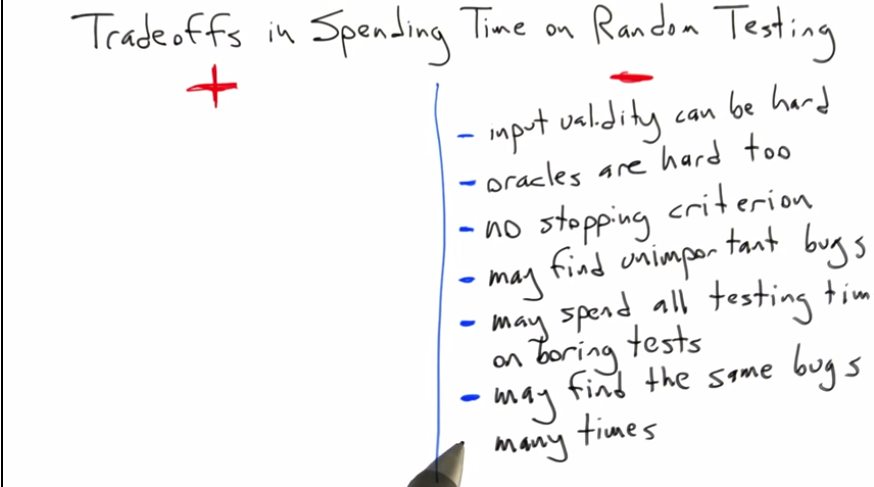 Tradeoffs in Spending Time on Random Testing
+
-
- input validity can be hard
- oracles are hard too
- no stopping criterion
- may find unimportant bugs
- may spend all testing tim
on boring tests
- may find the same bugs
many times